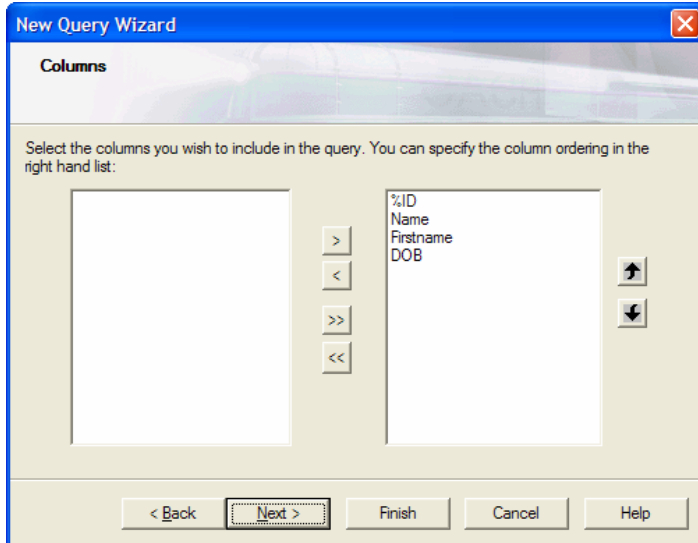 New Query Wizard
Columns
Select the columns you wish to include in the query. You can specify the column ordering in the
right hand list:
%ID
Name
Firstname
DOB
>
<
>>
<<
< Back
Next >
Finish
Cancel
Help